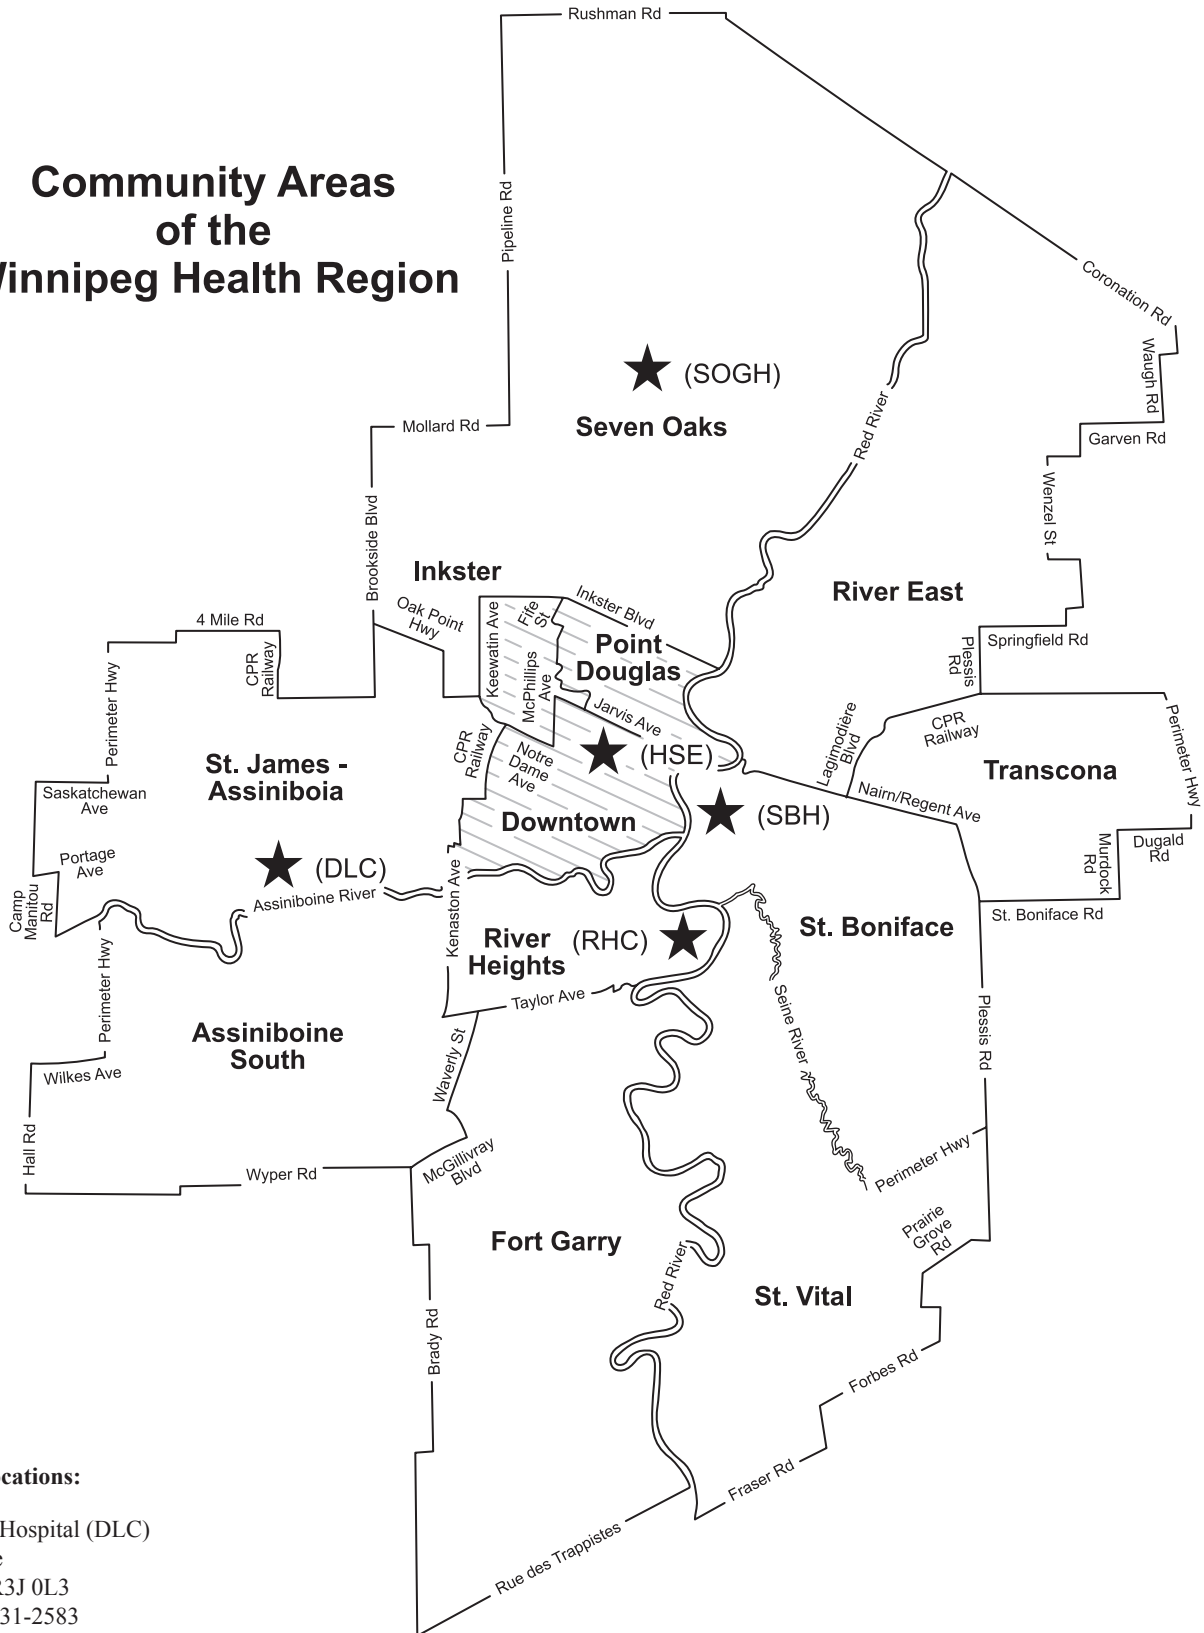 Community Areas
of the
Winnipeg Health Region
Rushman Rd
Pipeline Rd
Coronation Rd
Waugh Rd
Garven Rd
Wenzel St
(SOGH)
Seven Oaks
Mollard Rd
Red River
Brookside Blvd
Inkster
Oak Point
Hwy
4 Mile Rd
CPR
Railway
Perimeter Hwy
Keewatin Ave
Fife
St
Inkster Blvd
Point
Douglas
McPhillips
Ave
Jarvis Ave
River East
Springfield Rd
Plessis
Rd
CPR
Railway
Lagimodière
Blvd
Transcona
Perimeter Hwy
Nairn/Regent Ave
Dugald
Rd
Murdock
Rd
St. Boniface Rd
St. James -
Assiniboia
Saskatchewan
Ave
Portage
Ave
Camp
Manitou
Rd
(DLC)
Assiniboine River
CPR
Railway
Notre
Dame
Ave
(HSE)
Downtown
(SBH)
Kenaston Ave
River
Heights
(RHC)
Taylor Ave
St. Boniface
Seine River
Plessis Rd
Perimeter Hwy
Assiniboine
South
Wilkes Ave
Hall Rd
Waverly St
Wyper Rd
McGillivray
Blvd
Perimeter Hwy
Prairie
Grove
Rd
Fort Garry
Red River
St. Vital
Brady Rd
Forbes Rd
Fraser Rd
Rue des Trappistes
cations:
Hospital (DLC)
e
R3J 0L3
31-2583